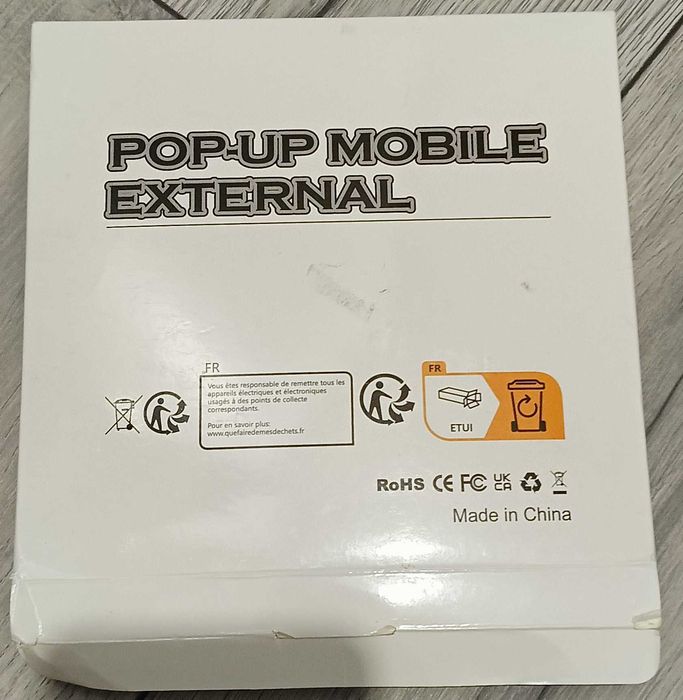 POP-UP MOBILE
EXTERNAL
FR
Vous êtes responsable de remettre tous les
appareils électriques et électroniques
usagés à des points de collecte
correspondants.
Pour en savoir plus:
www.quefairedemesdechets.fr
FR
ETUI
RoHS CE FC UK
CA
Made in China